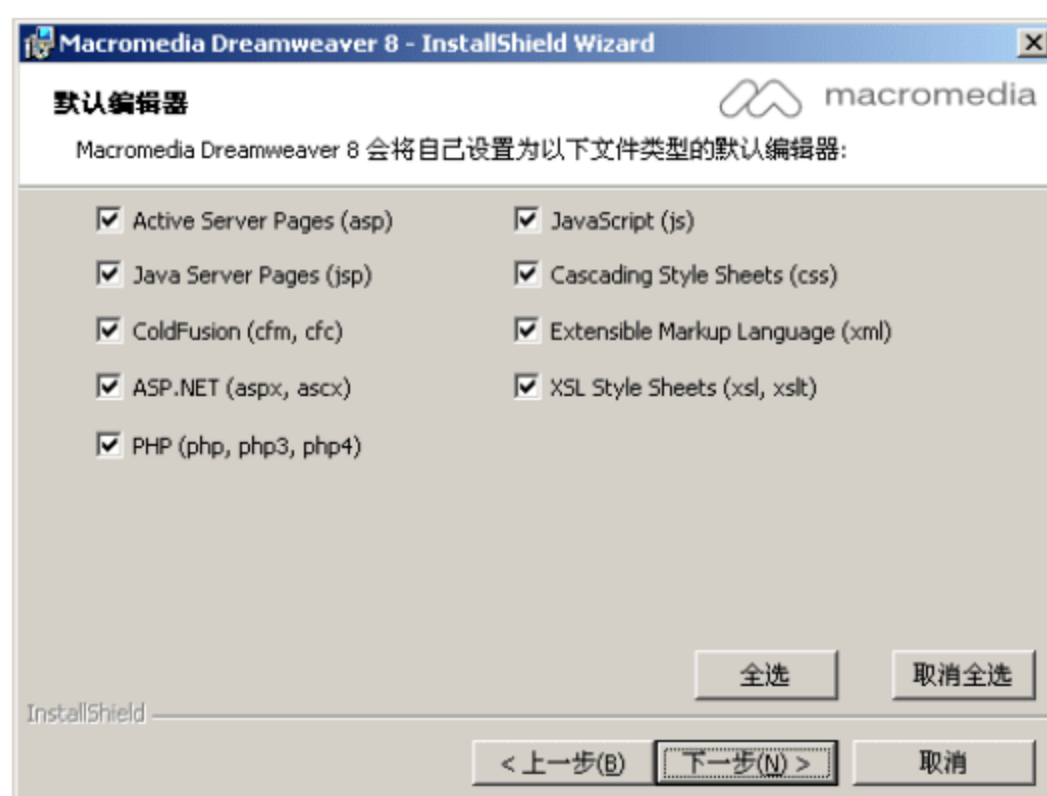 Macromedia Dreamweaver 8 - InstallShield Wizard
默认编辑器
macromedia
Macromedia Dreamweaver 8 会将自己设置为以下文件类型的默认编辑器:
Active Server Pages (asp)
JavaScript (js)
Java Server Pages (jsp)
Cascading Style Sheets (css)
ColdFusion (cfm, cfc)
Extensible Markup Language (xml)
ASP.NET (aspx, ascx)
XSL Style Sheets (xsl, xslt)
PHP (php, php3, php4)
全选 取消全选
InstallShield
< 上一步(B) 下一步(N) > 取消